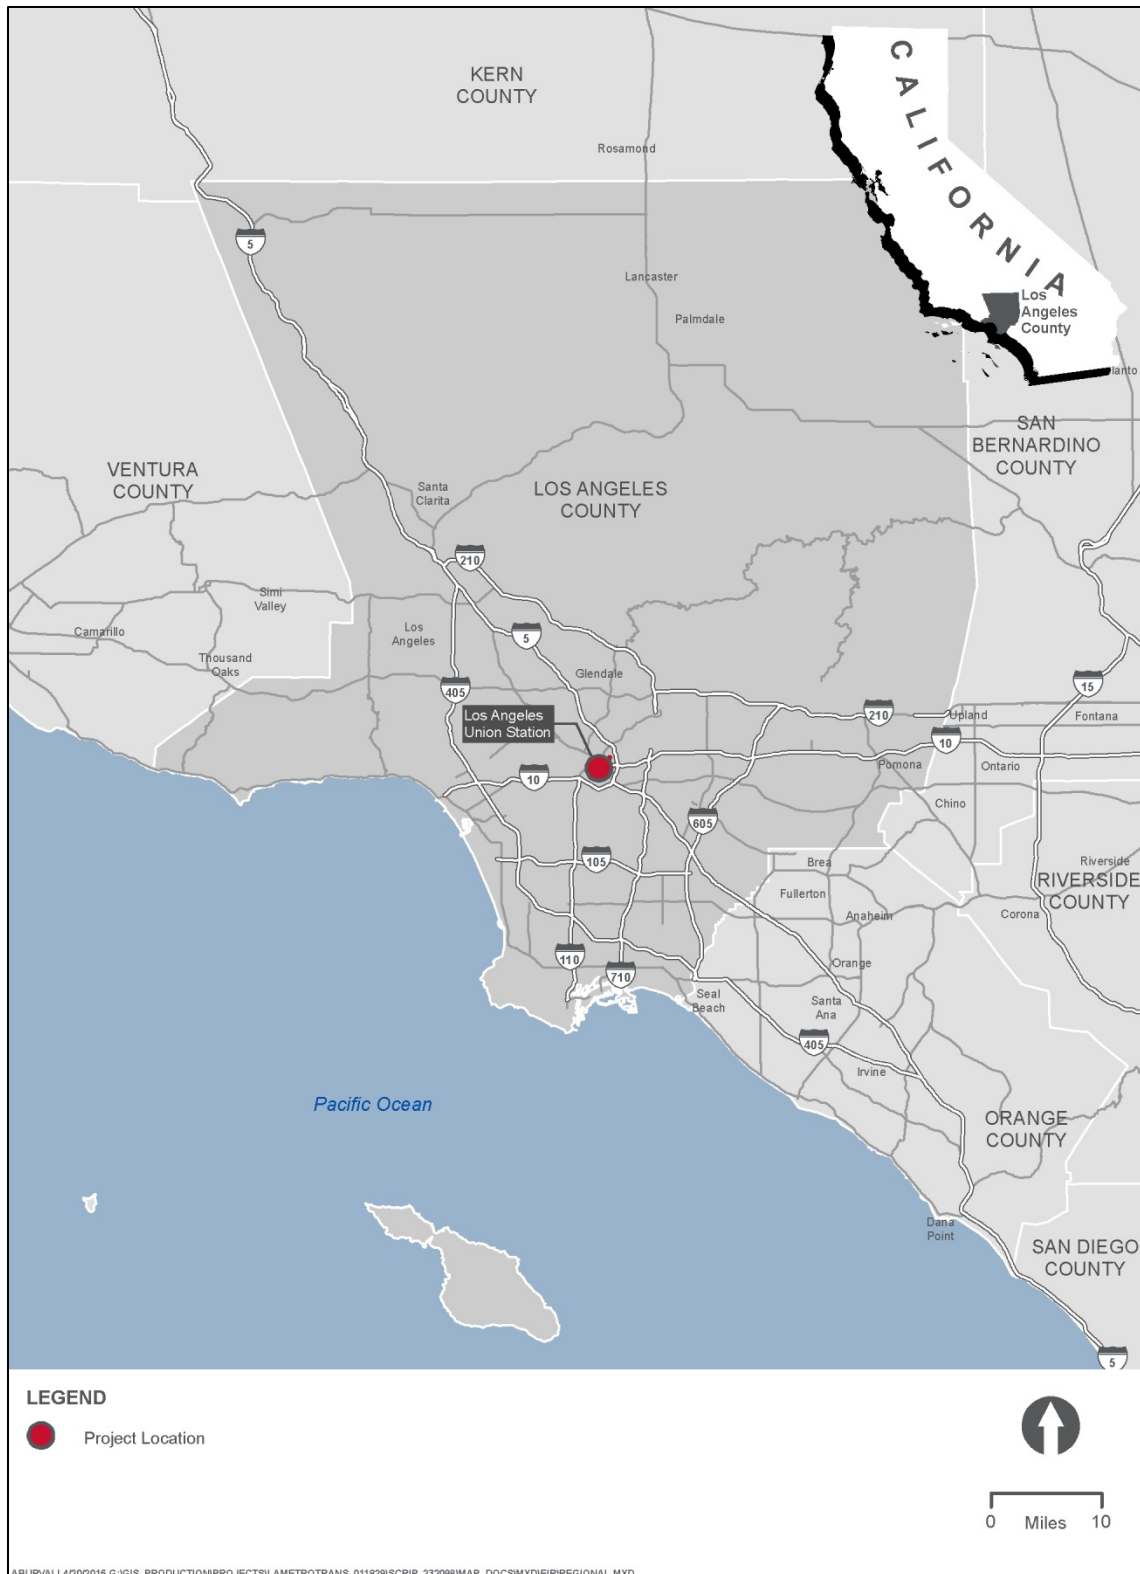 KERN
COUNTY
CALIFORNIA
Rosamond
5
Lancaster
Los
Angeles
County
Palmdale
SAN
BERNARDINO
COUNTY
VENTURA
COUNTY
Santa
Clarita
LOS ANGELES
COUNTY
210
Simi
Valley
Camarillo
Los
Angeles
5
Thousand
Oaks
Glendale
405
15
Los Angeles
Union Station
210
Upland
Fontana
10
Pomona
Ontario
10
Chino
605
105
Brea
Riverside
RIVERSIDE
COUNTY
Fullerton
Anaheim
Corona
110
710
Orange
Seal
Beach
Santa
Ana
405
Irvine
Pacific Ocean
ORANGE
COUNTY
Dana
Point
SAN DIEGO
COUNTY
5
LEGEND
Project Location
0 Miles 10